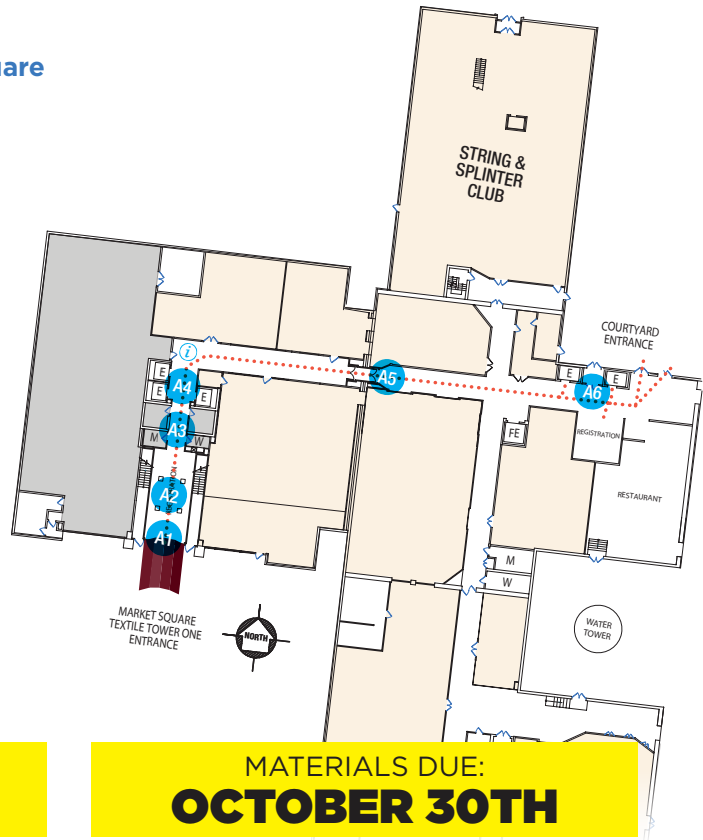 uare
STRING &
SPLINTER
CLUB
COURTYARD
ENTRANCE
i
E
E
A4
E
A5
E
A6
E
A3
M
W
FE
REGISTRATION
A2
RESTAURANT
A1
M
W
MARKET SQUARE
TEXTILE TOWER ONE
ENTRANCE
NORTH
WATER
TOWER
MATERIALS DUE:
OCTOBER 30TH